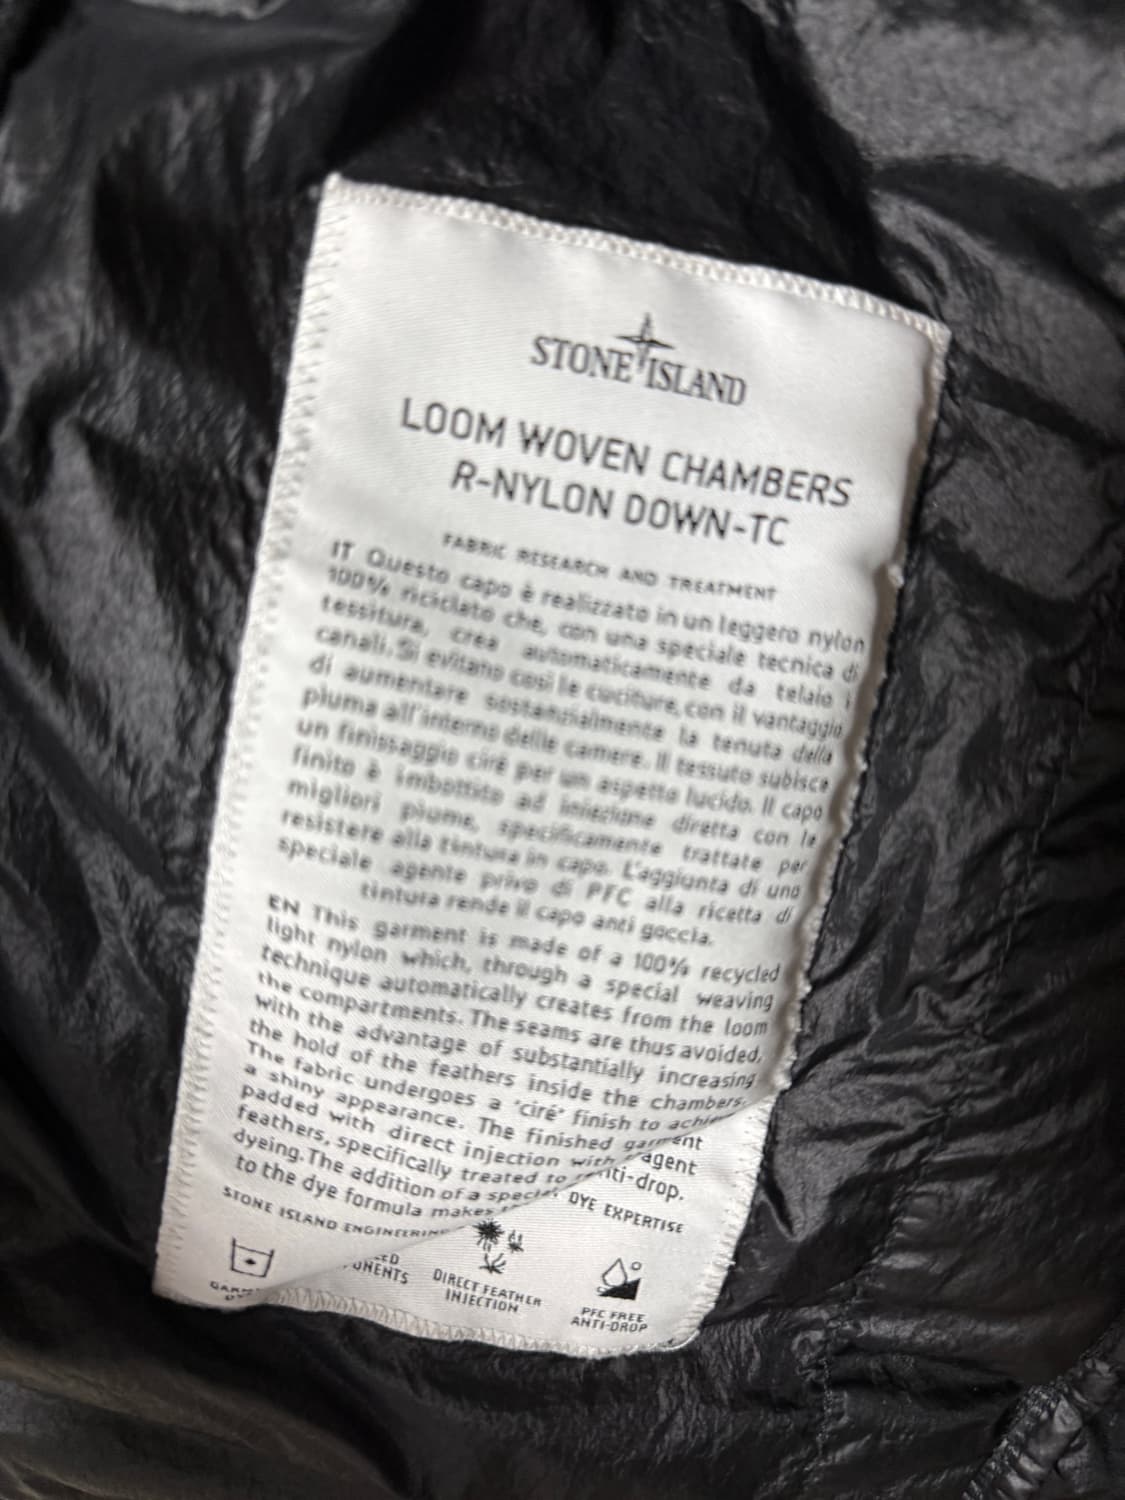 STONE ISLAND
LOOM WOVEN CHAMBERS
R-NYLON DOWN-TC
FABRIC RESEARCH AND TREATMENT
IT Questo capo è realizzato in un leggero nylon
100% riciclato che, con una speciale tecnica di
tessitura, crea automaticamente da telaio i
canali. Si evitano così le cuciture, con il vantaggio
di aumentare sostanzialmente la tenuta della
piuma all'interno delle camere. Il tessuto subisce
un finissaggio ciré per un aspetto lucido. Il capo
finito è imbottito ad iniezione diretta con le
migliori piume, specificamente trattate per
resistere alla tintura in capo. L'aggiunta di uno
speciale agente privo di PFC alla ricetta di
tintura rende il capo anti goccia.
EN This garment is made of a 100% recycled
light nylon which, through a special weaving
technique automatically creates from the loom
the compartments. The seams are thus avoided,
with the advantage of substantially increasing
the hold of the feathers inside the chambers.
The fabric undergoes a 'ciré' finish to
a shiny appearance. The finished garment
padded with direct injection with agent
feathers, specifically treated to anti-drop.
dyeing. The addition of a special
to the dye formula makes
STONE ISLAND ENGINEERING DYE EXPERTISE
DIRECT FEATHER
INJECTION
PFC FREE
ANTI-DROP